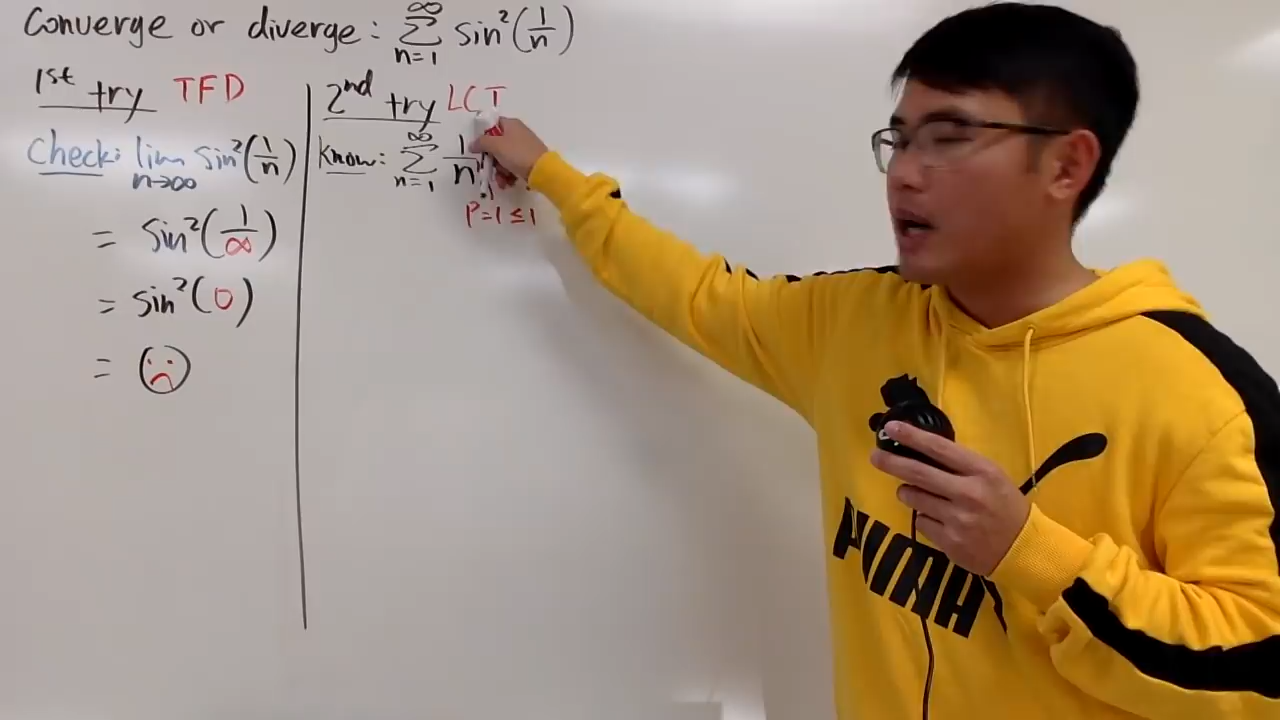 Converge or diverge: ∞∑n=1 sin²(1/n)
1st try TFD
Check: lim n→∞ sin²(1/n)
= sin²(1/∞)
= sin²(0)
=
2nd try LCT
Know: ∞∑n=1 1/n
P=1≤1
PUMA